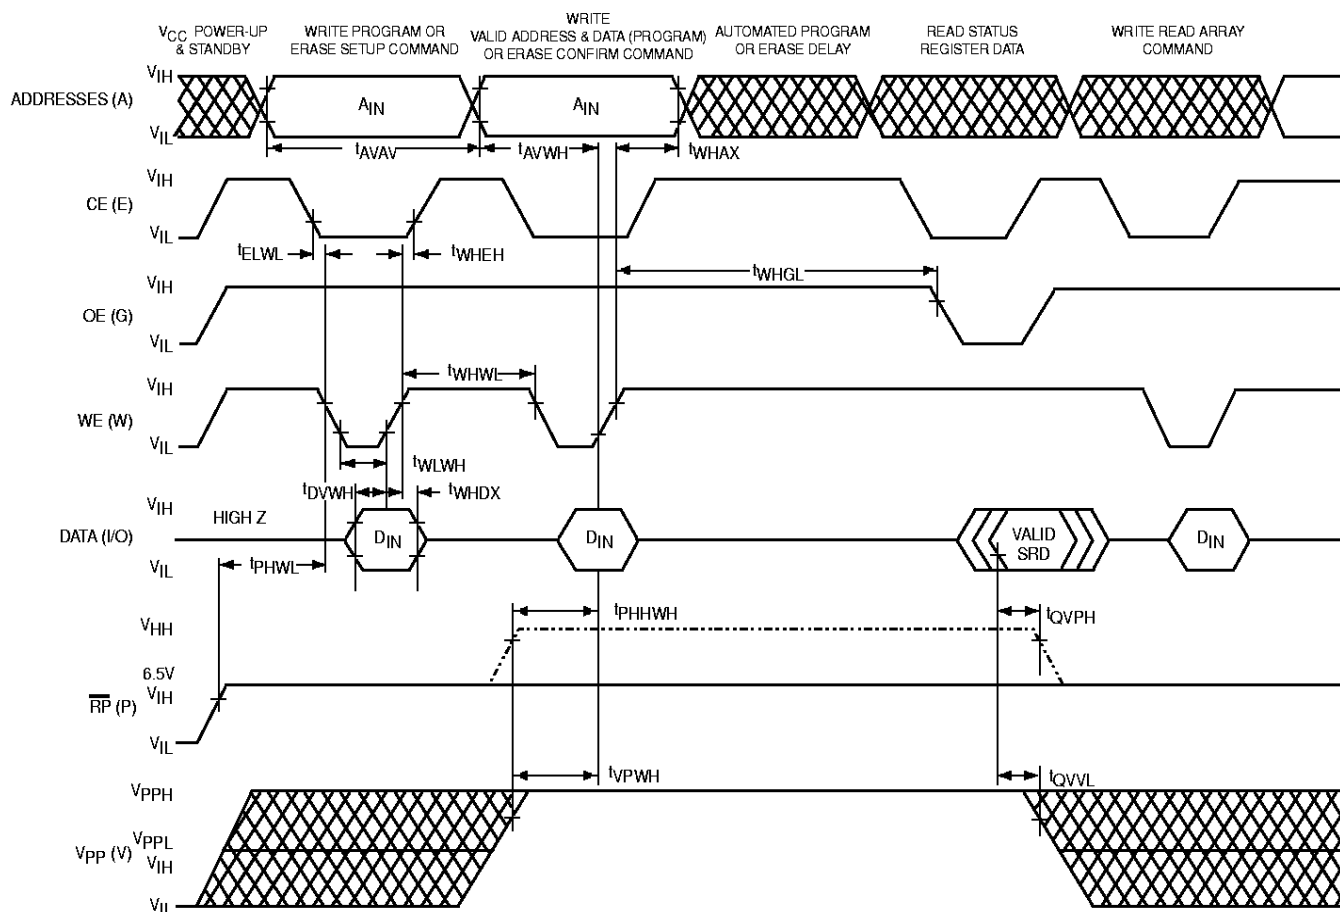 VCC POWER-UP
& STANDBY
WRITE PROGRAM OR
ERASE SETUP COMMAND
WRITE
VALID ADDRESS & DATA (PROGRAM)
OR ERASE CONFIRM COMMAND
AUTOMATED PROGRAM
OR ERASE DELAY
READ STATUS
REGISTER DATA
WRITE READ ARRAY
COMMAND
VIH
ADDRESSES (A)
AIN
AIN
VIL
tAVAV
tAVWH
tWHAX
VIH
CE (E)
VIL
tELWL
tWHEH
tWHGL
VIH
OE (G)
VIL
tWHWL
VIH
WE (W)
VIL
tWLWH
tDVWH
tWHDX
VIH
HIGH Z
DATA (I/O)
DIN
DIN
VALID
SRD
DIN
VIL
tPHWL
tPHHWH
tQVPH
VHH
6.5V
VIH
RP (P)
VIL
tVPWH
tQVVL
VPPH
VPPL
VPP (V)
VIH
VIL